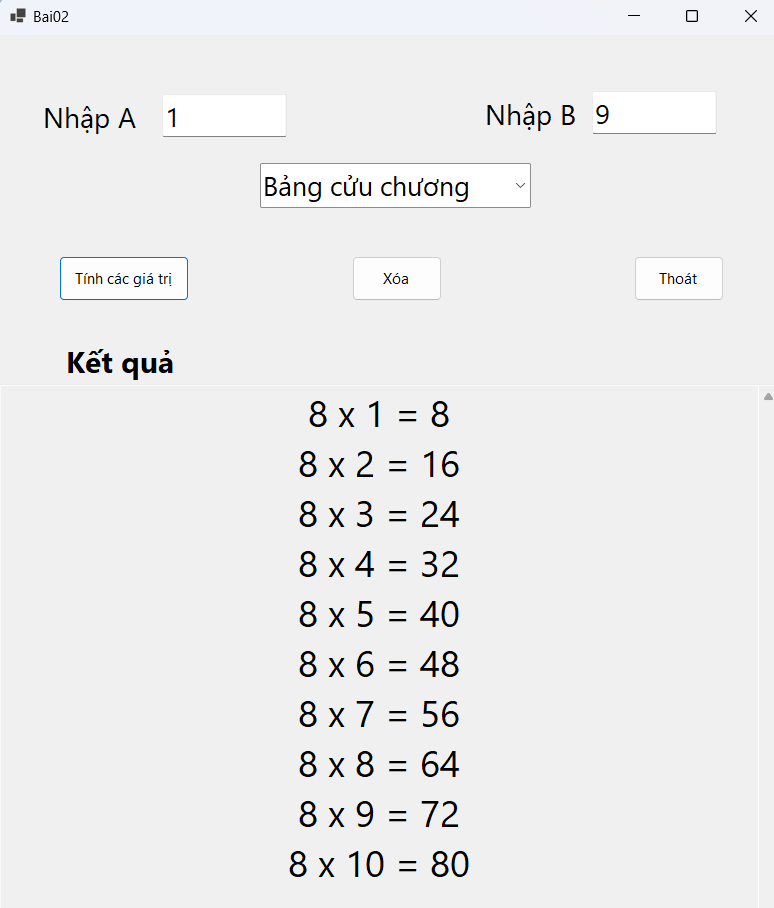 Bai02
Nhập A 1 Nhập B 9
Bảng cửu chương
Tính các giá trị Xóa Thoát
Kết quả
8 x 1 = 8
8 x 2 = 16
8 x 3 = 24
8 x 4 = 32
8 x 5 = 40
8 x 6 = 48
8 x 7 = 56
8 x 8 = 64
8 x 9 = 72
8 x 10 = 80